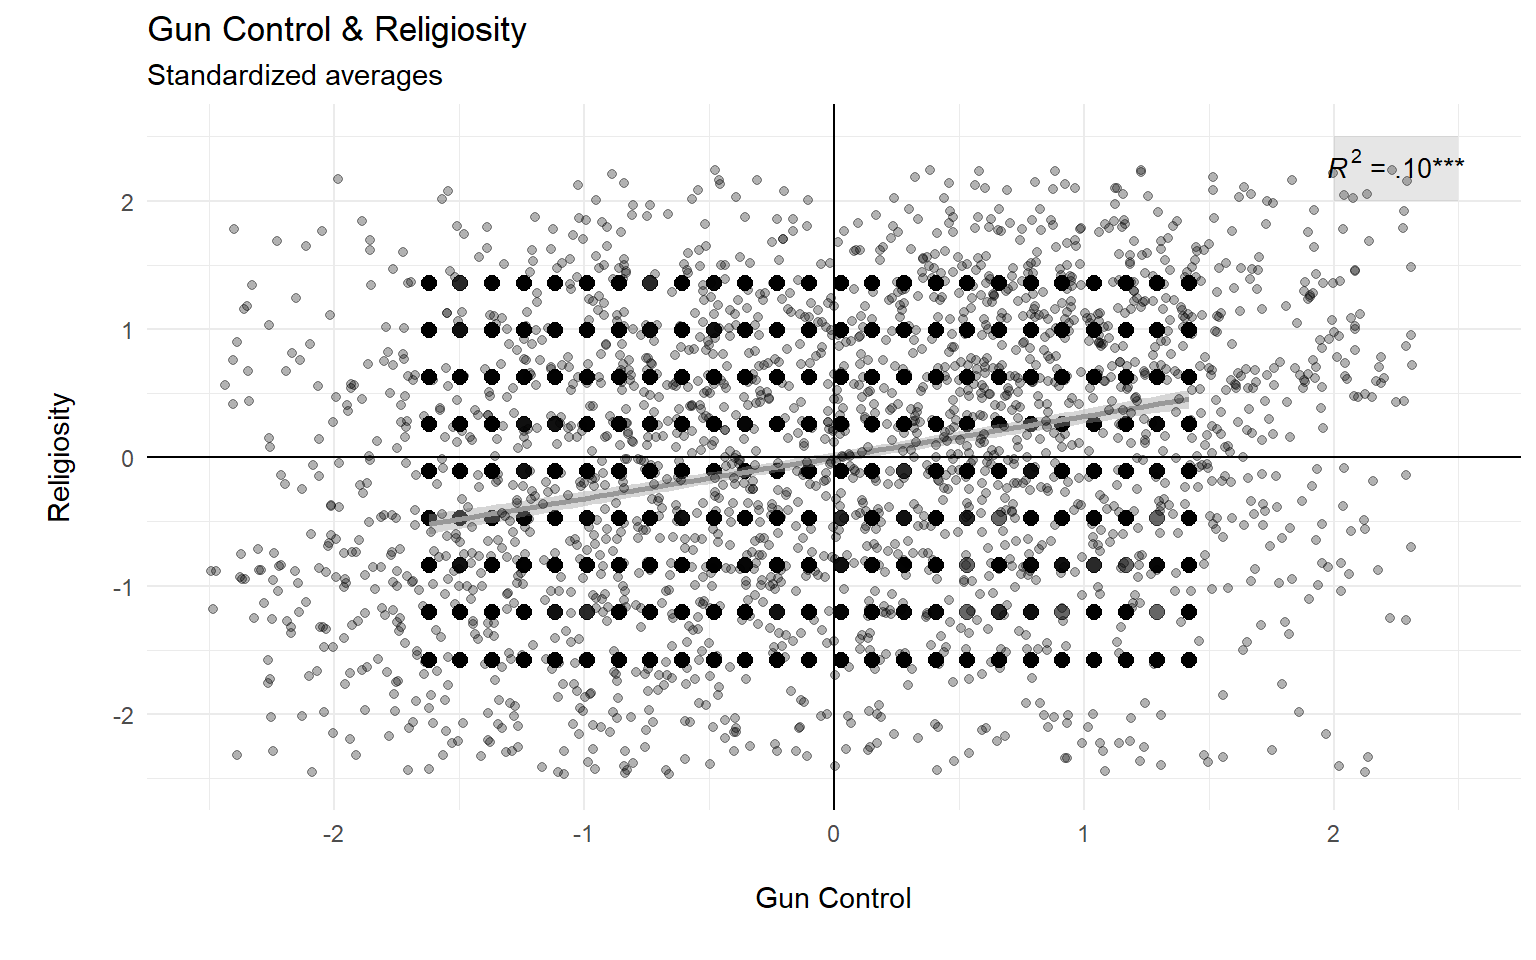 Gun Control & Religiosity
Standardized averages
R² = .10***
Religiosity
2
1
0
-1
-2
-2 -1 0 1 2
Gun Control